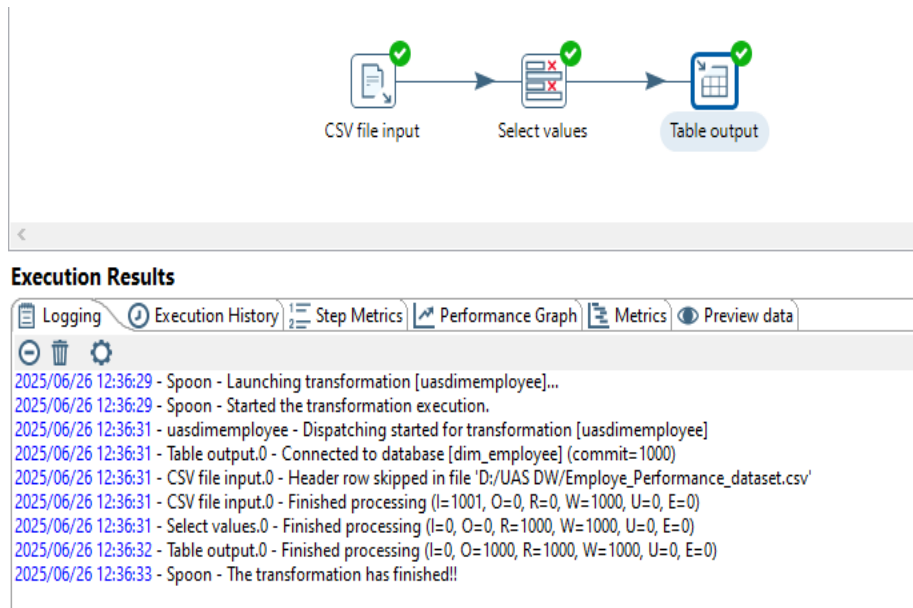 CSV file input Select values Table output
Execution Results
Logging Execution History Step Metrics Performance Graph Metrics Preview data
2025/06/26 12:36:29 - Spoon - Launching transformation [uasdimemployee]...
2025/06/26 12:36:29 - Spoon - Started the transformation execution.
2025/06/26 12:36:31 - uasdimemployee - Dispatching started for transformation [uasdimemployee]
2025/06/26 12:36:31 - Table output.0 - Connected to database [dim_employee] (commit=1000)
2025/06/26 12:36:31 - CSV file input.0 - Header row skipped in file 'D:/UAS DW/Employe_Performance_dataset.csv'
2025/06/26 12:36:31 - CSV file input.0 - Finished processing (I=1001, O=0, R=0, W=1000, U=0, E=0)
2025/06/26 12:36:31 - Select values.0 - Finished processing (I=0, O=0, R=1000, W=1000, U=0, E=0)
2025/06/26 12:36:32 - Table output.0 - Finished processing (I=0, O=1000, R=1000, W=1000, U=0, E=0)
2025/06/26 12:36:33 - Spoon - The transformation has finished!!